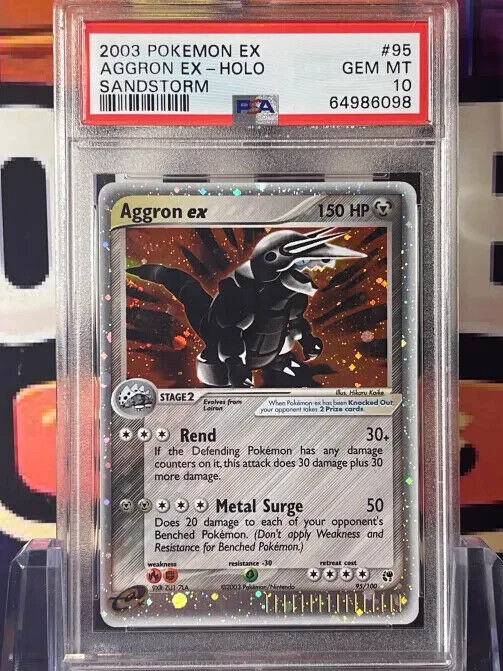 2003 POKEMON EX #95
AGGRON EX - HOLO GEM MT
SANDSTORM 10
PSA 64986098
Aggron ex 150 HP
Illus. Hikaru Koike
STAGE 2 Evolves from Lairon
When Pokémon-ex has been Knocked Out,
your opponent takes 2 Prize cards.
Rend 30+
If the Defending Pokémon has any damage
counters on it, this attack does 30 damage plus 30
more damage.
Metal Surge 50
Does 20 damage to each of your opponent's
Benched Pokémon. (Don't apply Weakness and
Resistance for Benched Pokémon.)
weakness resistance -30 retreat cost
©2003 Pokémon/Nintendo 95/100